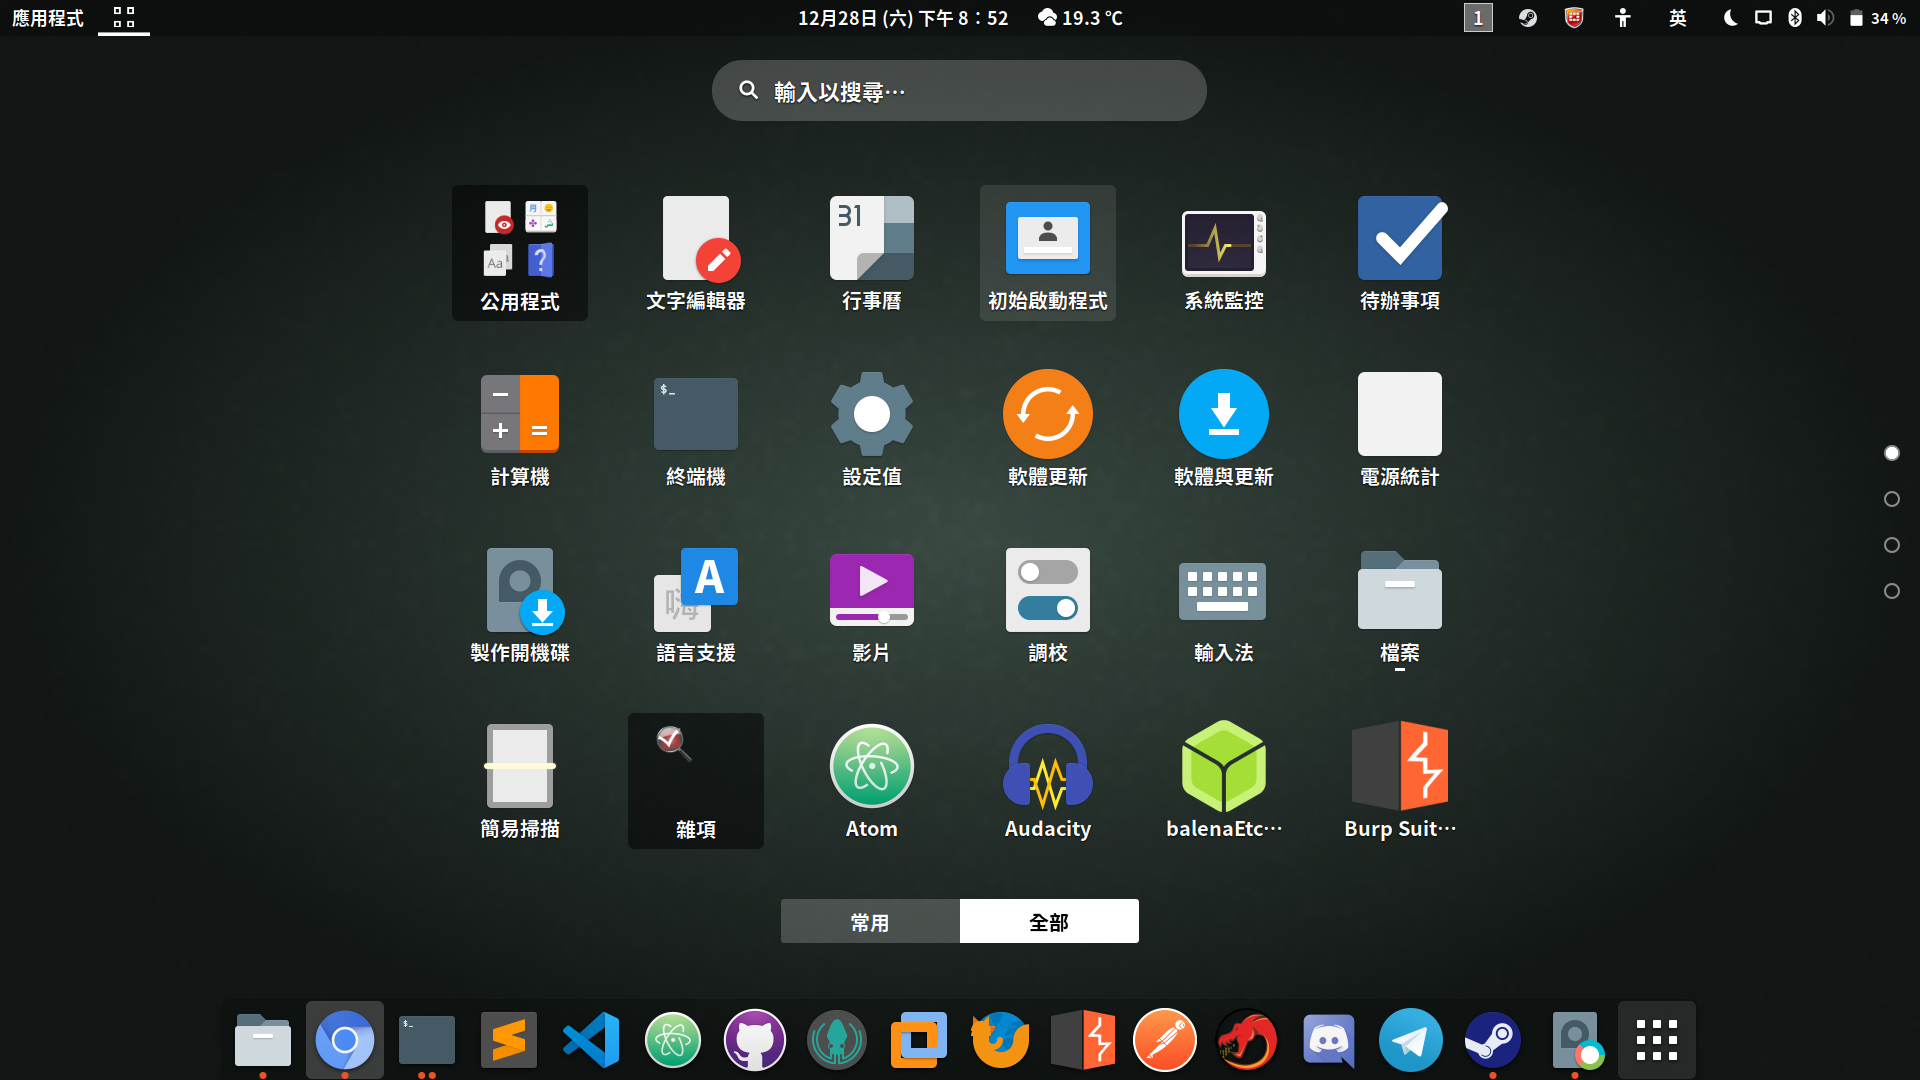 應用程式
12月28日 (六) 下午 8：52
19.3 °C
1
英
34 %
輸入以搜尋…
公用程式
文字編輯器
31
行事曆
初始啟動程式
系統監控
待辦事項
計算機
$_
終端機
設定值
軟體更新
軟體與更新
電源統計
製作開機碟
嗨
A
語言支援
影片
調校
輸入法
檔案
簡易掃描
雜項
Atom
Audacity
balenaEtc…
Burp Suit…
常用
全部
$_